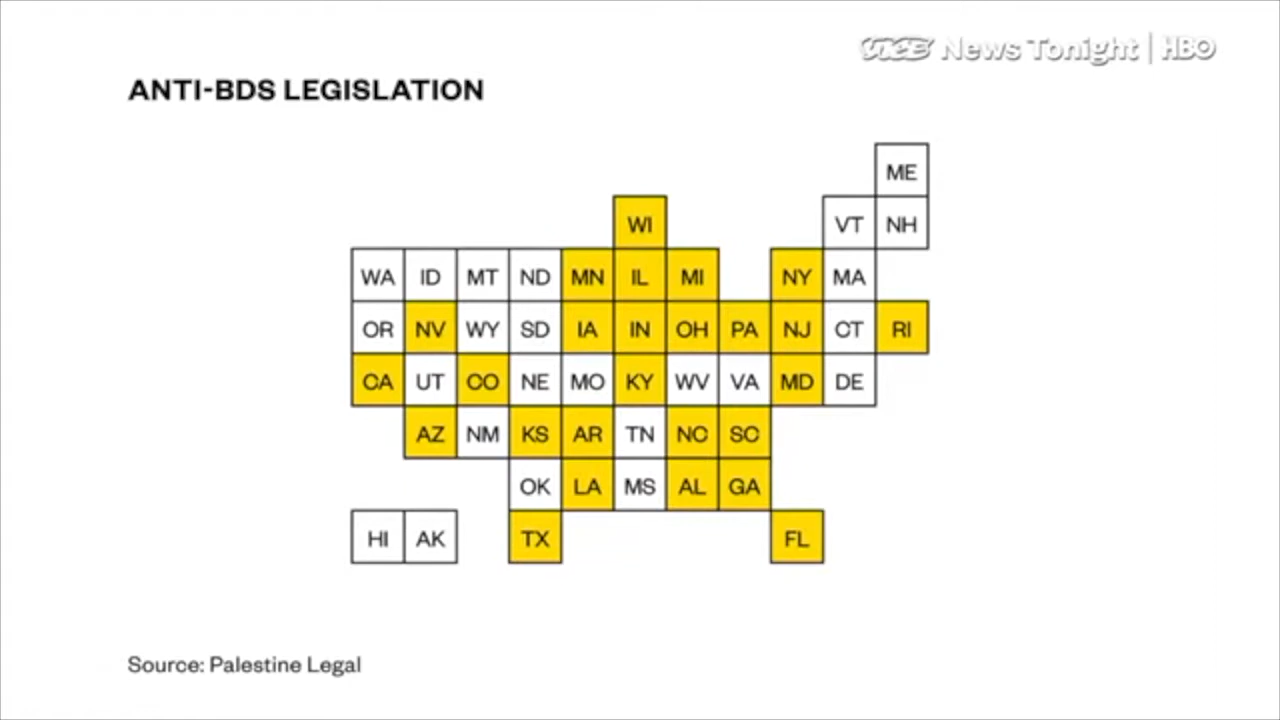 VICE News Tonight | HBO
ANTI-BDS LEGISLATION
ME
WI VT NH
WA ID MT ND MN IL MI NY MA
OR NV WY SD IA IN OH PA NJ CT RI
CA UT CO NE MO KY WV VA MD DE
AZ NM KS AR TN NC SC
OK LA MS AL GA
HI AK TX FL
Source: Palestine Legal